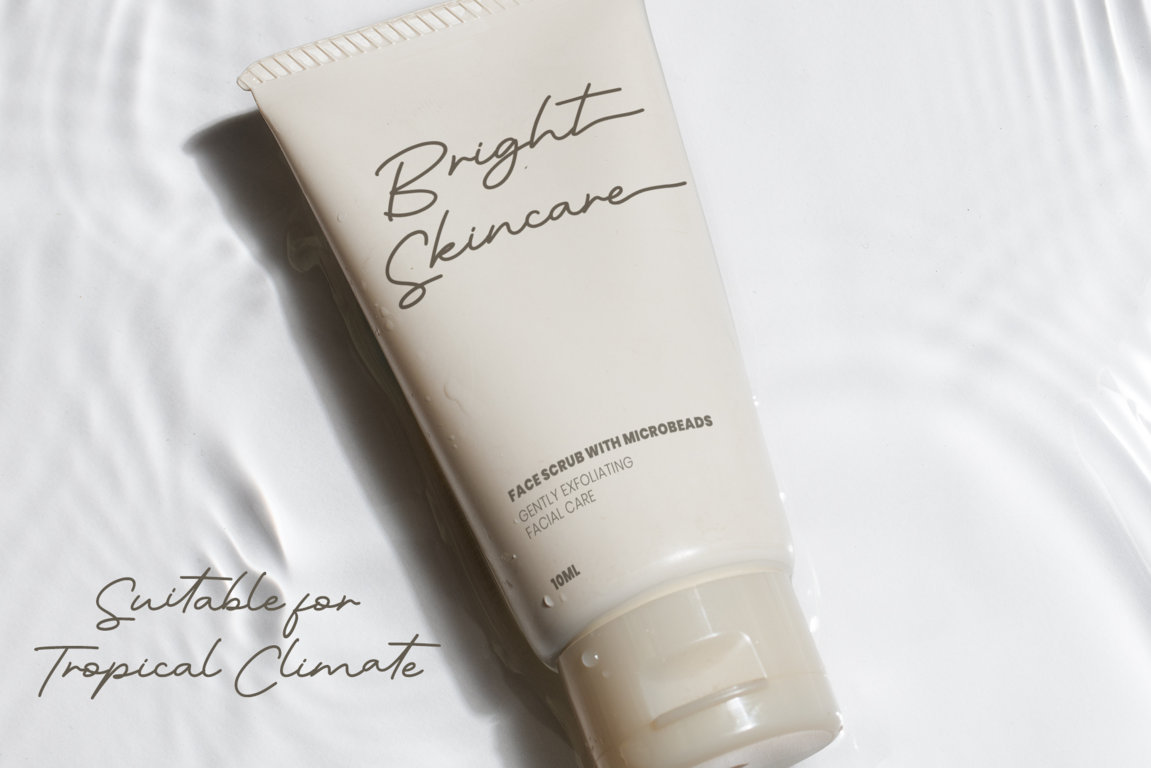 Bright
Skincare
FACE SCRUB WITH MICROBEADS
GENTLY EXFOLIATING
FACIAL CARE
10ML
Suitable for
Tropical Climate